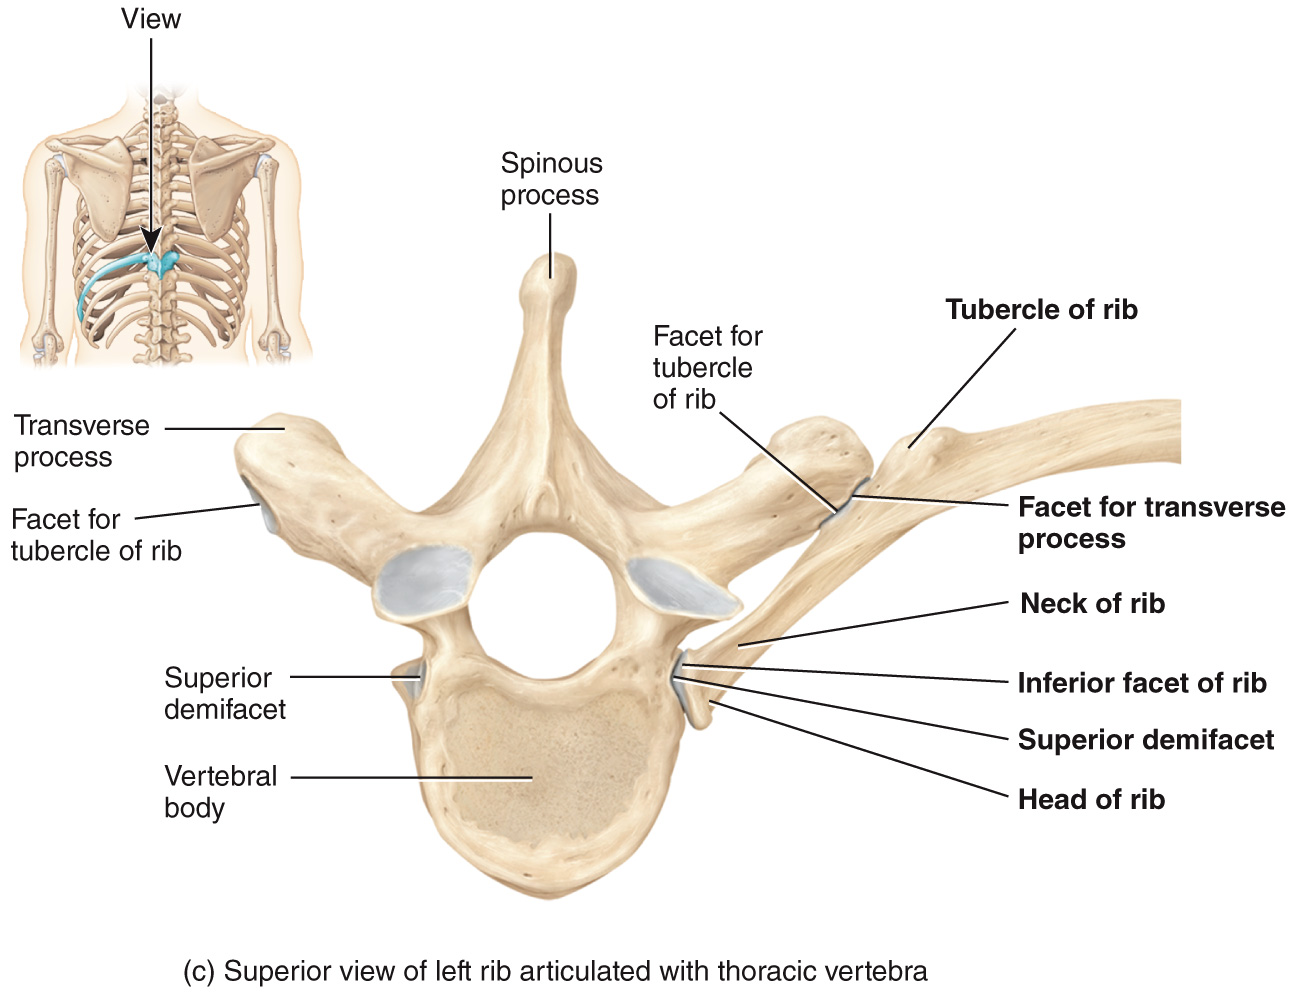 View
Spinous
process
Tubercle of rib
Facet for
tubercle
of rib
Transverse
process
Facet for
tubercle of rib
Facet for transverse
process
Neck of rib
Superior
demifacet
Inferior facet of rib
Superior demifacet
Vertebral
body
Head of rib
(c) Superior view of left rib articulated with thoracic vertebra